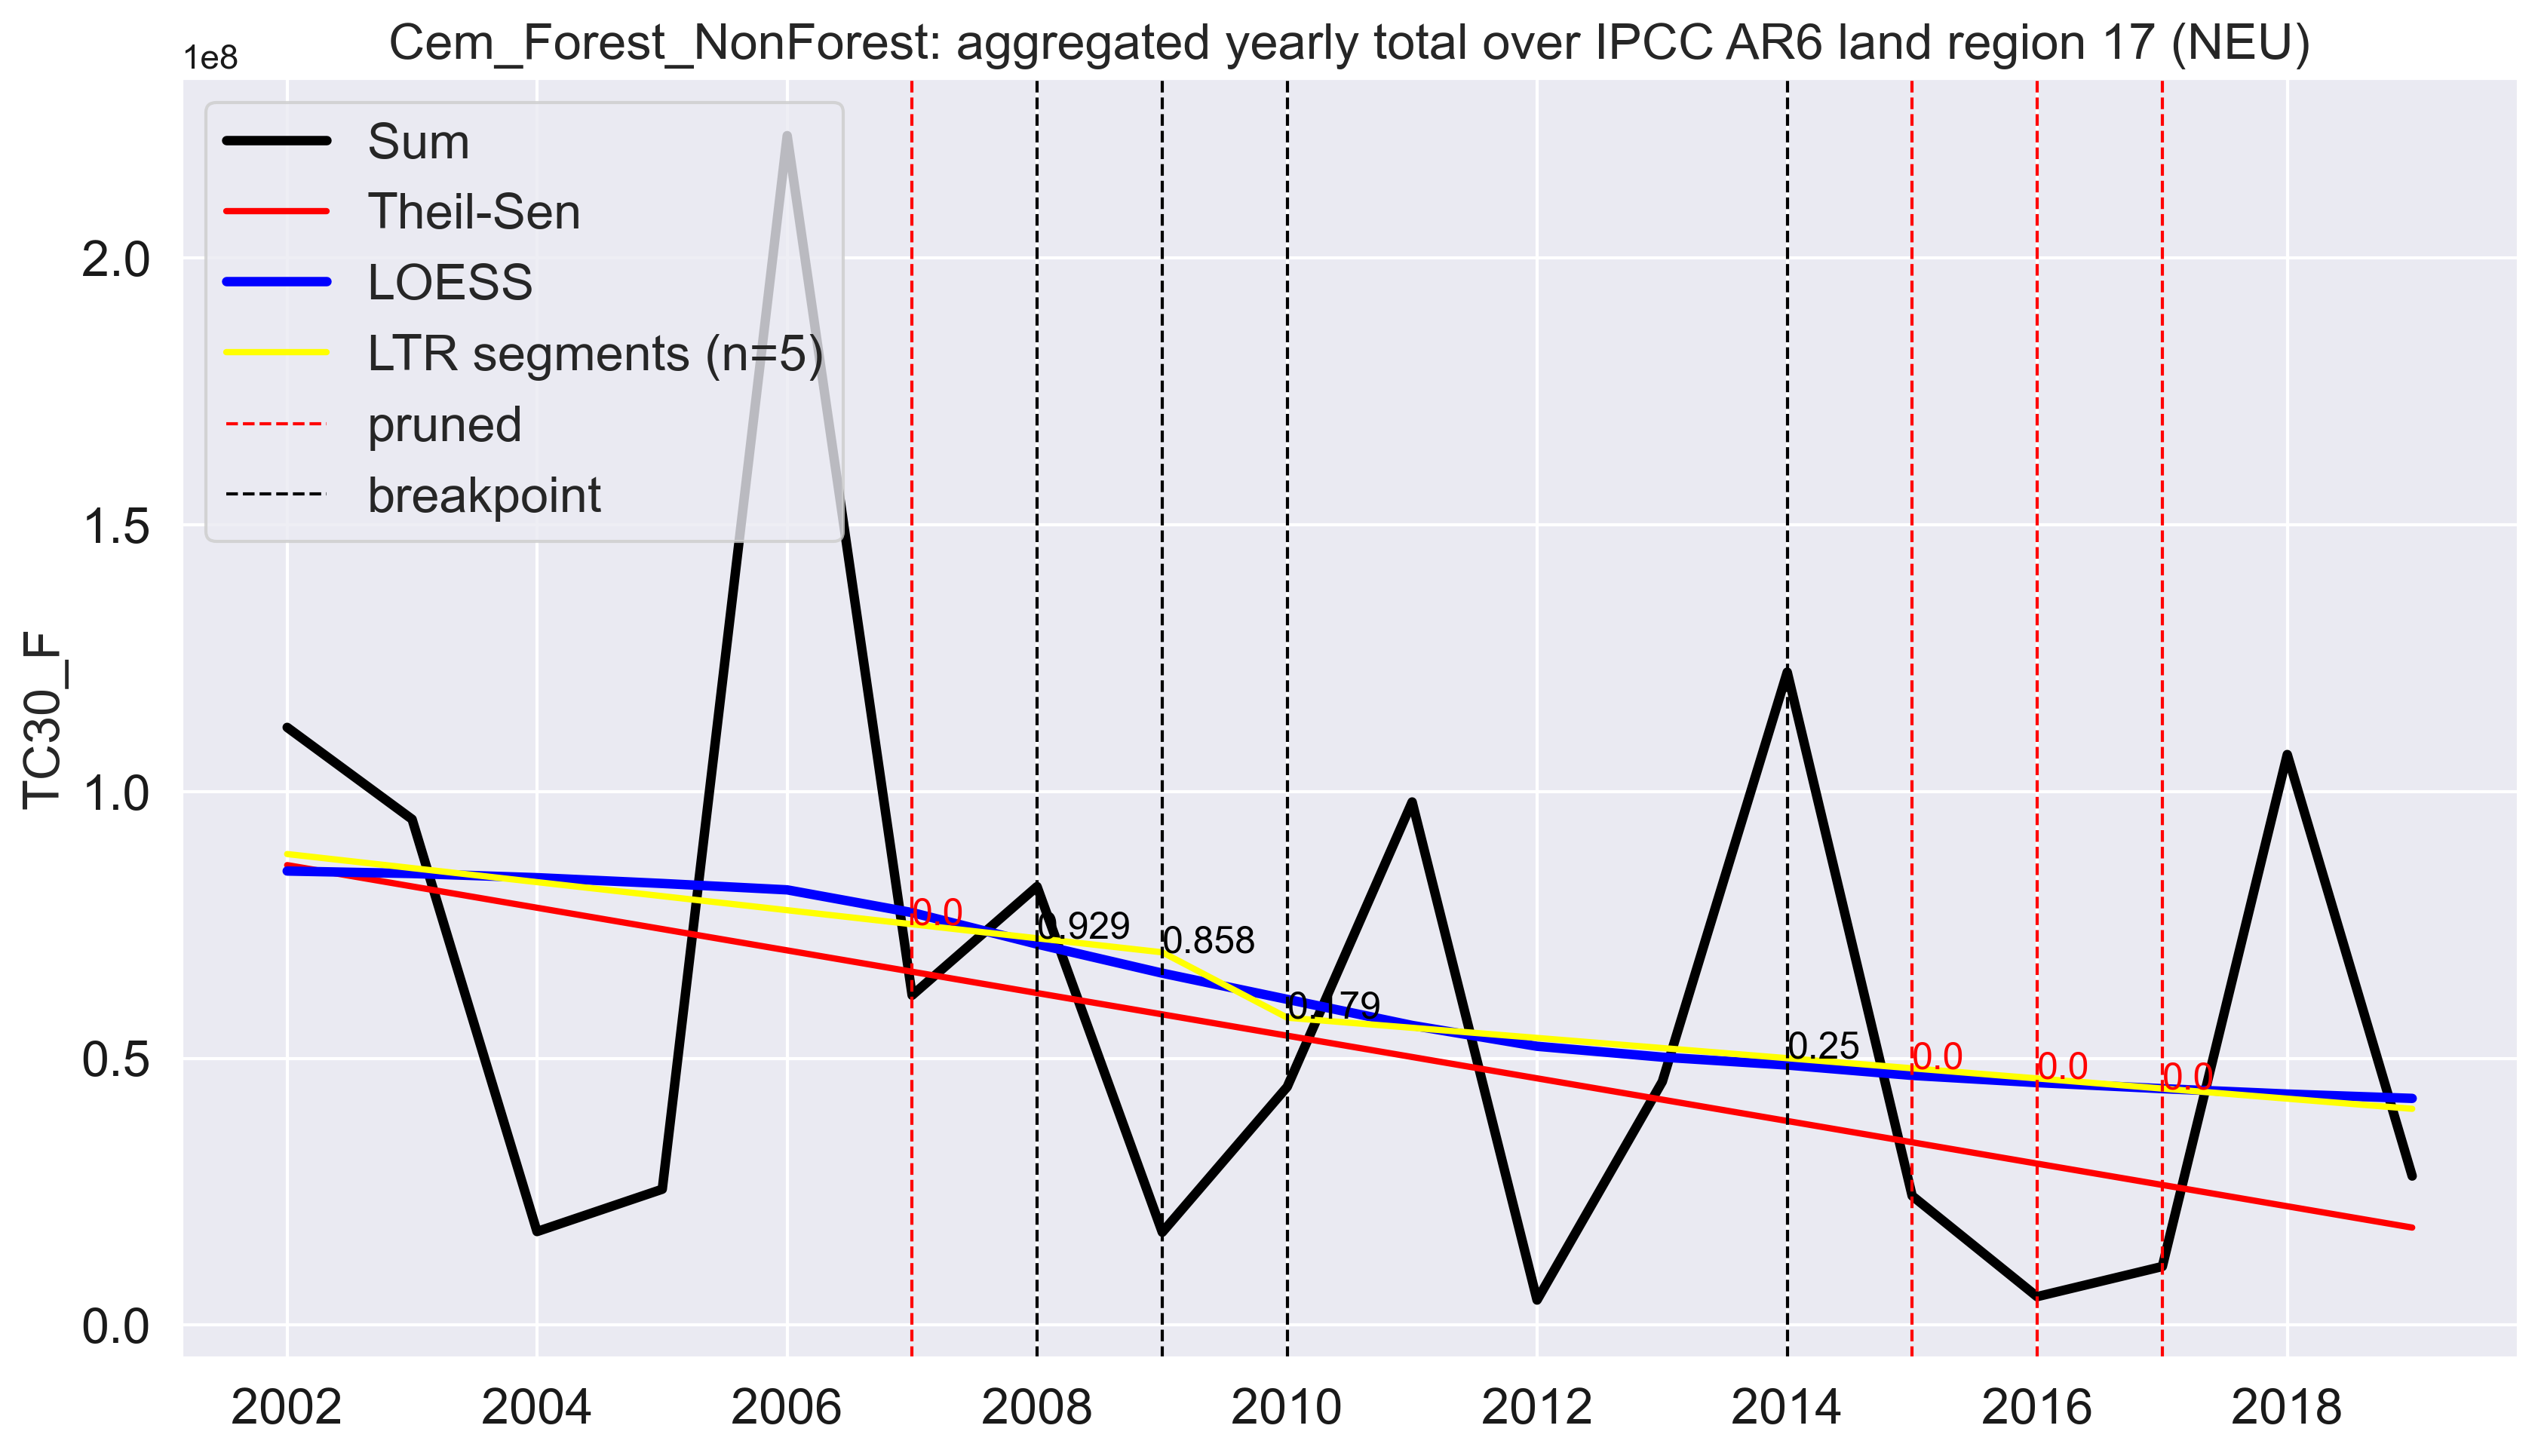 Cem_Forest_NonForest: aggregated yearly total over IPCC AR6 land region 17 (NEU)
1e8
Sum
Theil-Sen
LOESS
LTR segments (n=5)
pruned
breakpoint
2.0
1.5
1.0
0.5
0.0
TC30_F
0.0
0.929
0.858
0.179
0.25
0.0
0.0
0.0
2002 2004 2006 2008 2010 2012 2014 2016 2018